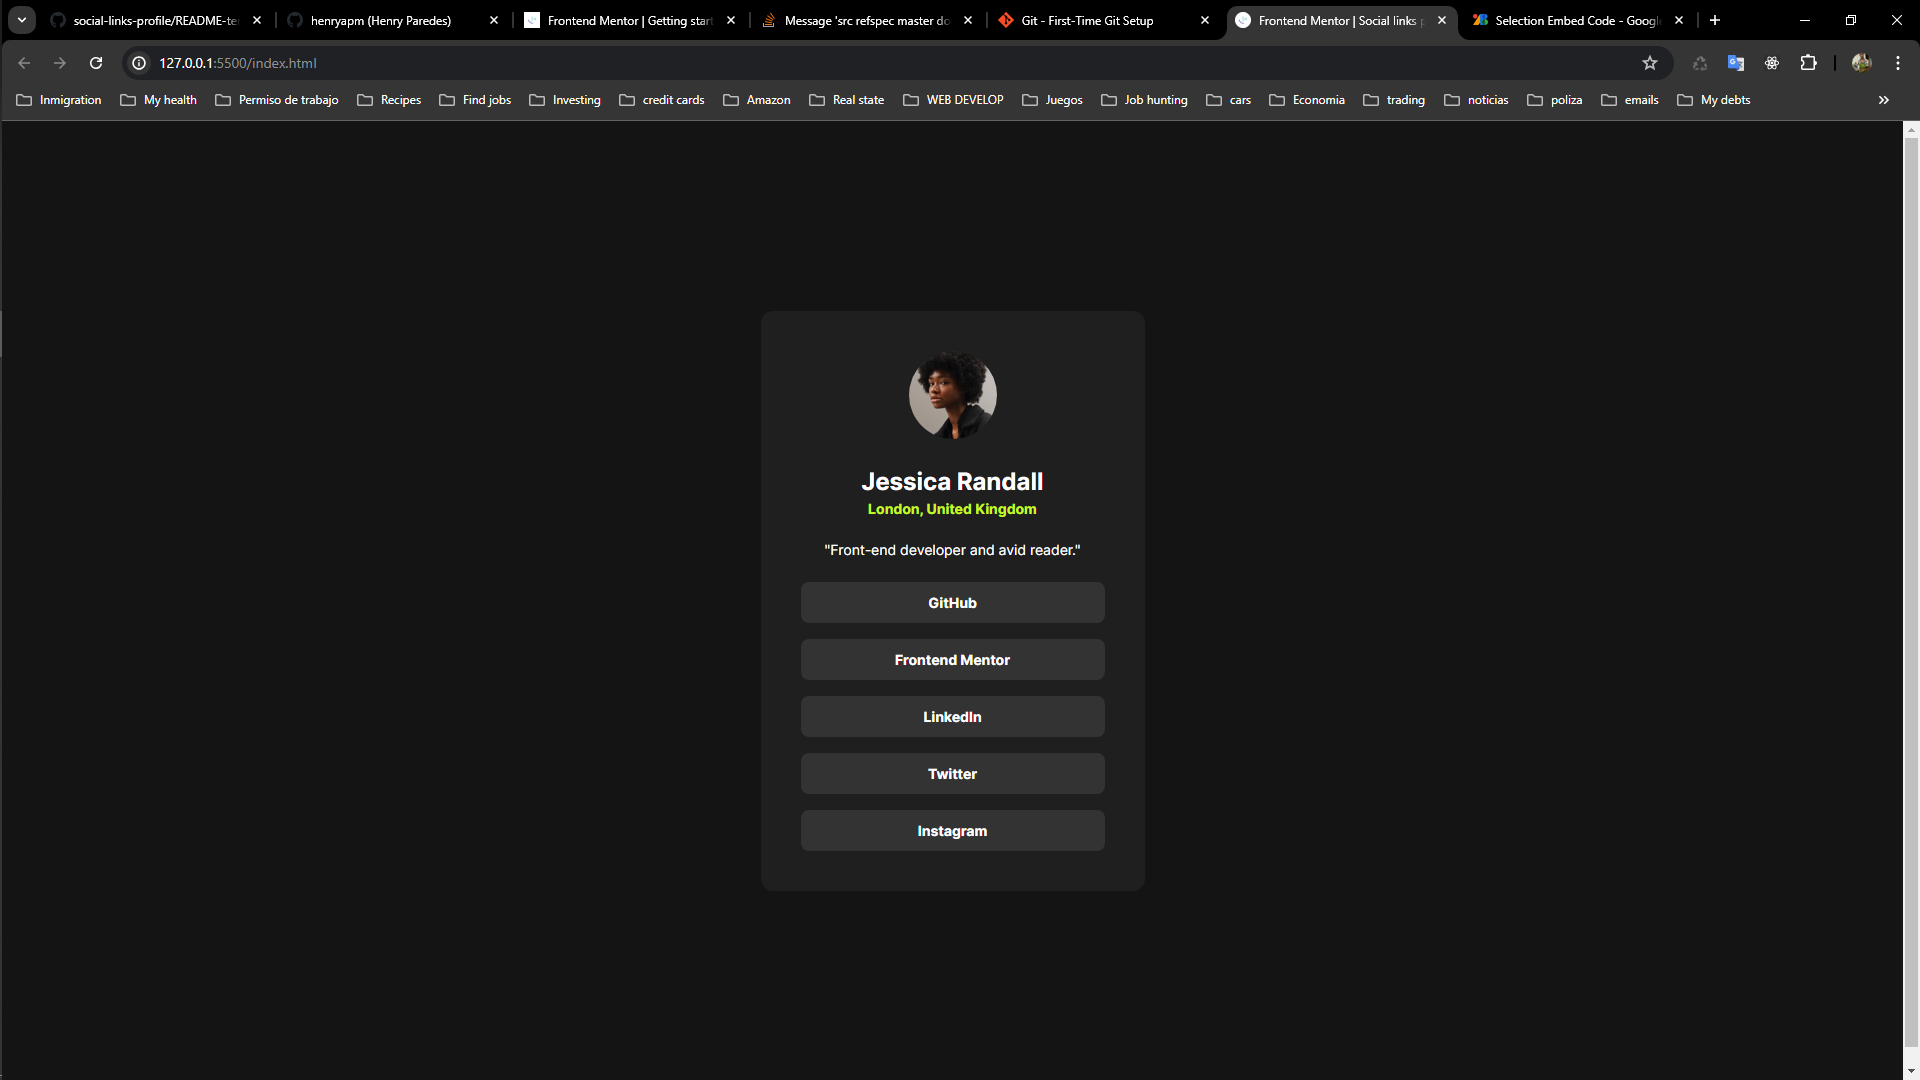 social-links-profile/README-te
henryapm (Henry Paredes)
Frontend Mentor | Getting start
Message 'src refspec master do
Git - First-Time Git Setup
Frontend Mentor | Social links p
Selection Embed Code - Googl
127.0.0.1:5500/index.html
Inmigration
My health
Permiso de trabajo
Recipes
Find jobs
Investing
credit cards
Amazon
Real state
WEB DEVELOP
Juegos
Job hunting
cars
Economia
trading
noticias
poliza
emails
My debts
Jessica Randall
London, United Kingdom
"Front-end developer and avid reader."
GitHub
Frontend Mentor
LinkedIn
Twitter
Instagram